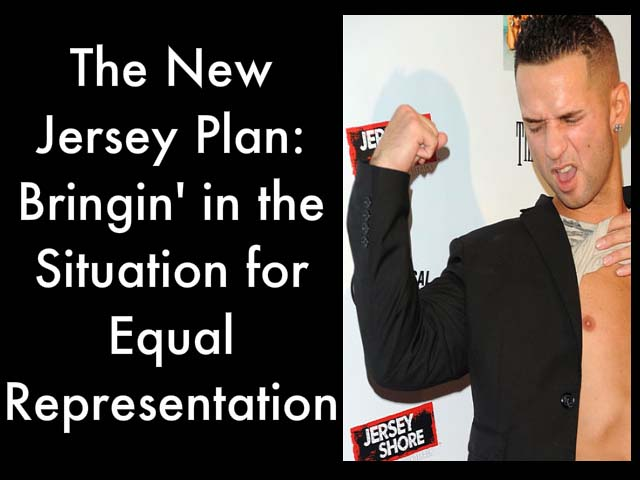 The New
Jersey Plan:
Bringin' in the
Situation for
Equal
Representation
JERSEY
SHORE